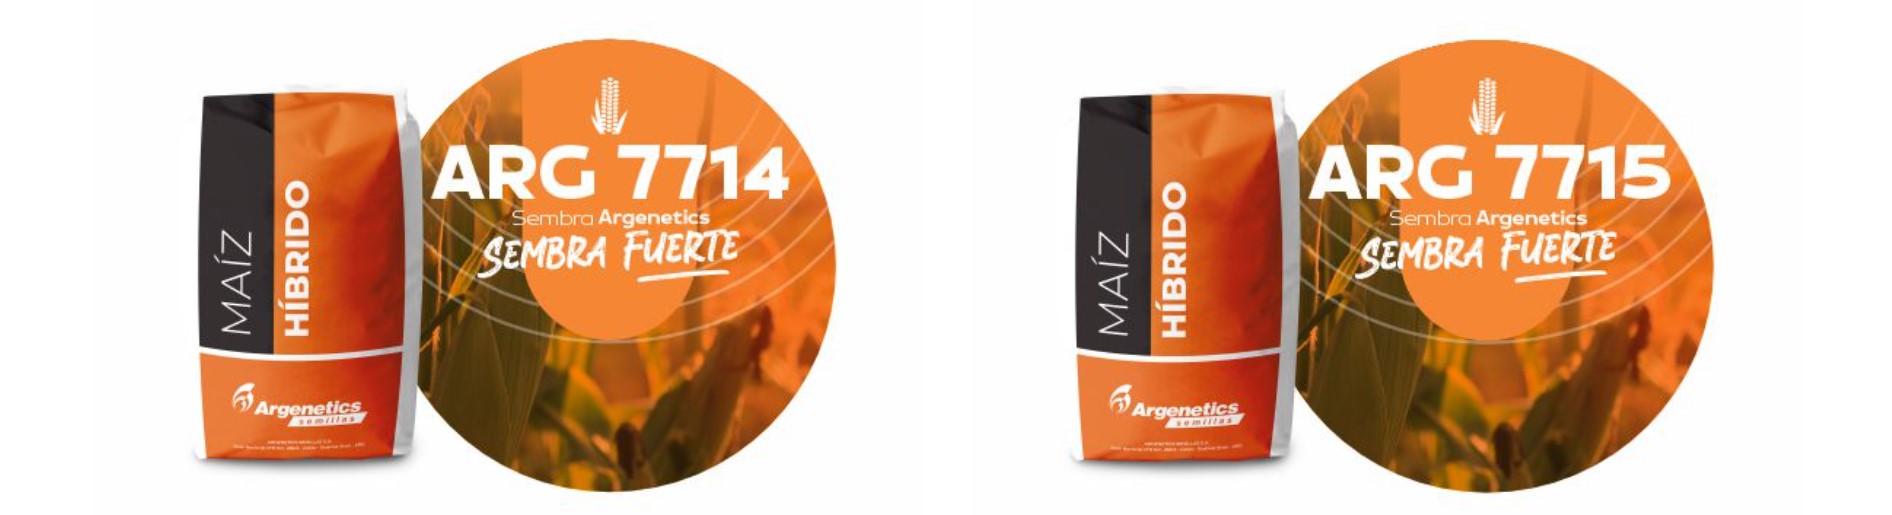 MAÍZ
HÍBRIDO
Argenetics
semillas
ARG 7714
Sembra Argenetics
SEMBRA FUERTE
MAÍZ
HÍBRIDO
Argenetics
semillas
ARG 7715
Sembra Argenetics
SEMBRA FUERTE